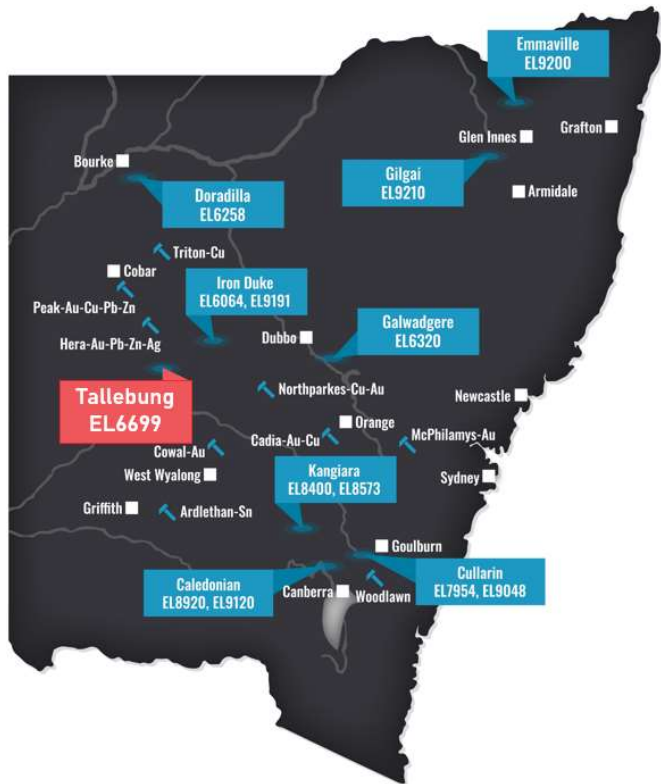 Emmaville
EL9200
Glen Innes
Grafton
Bourke
Gilgai
EL9210
Doradilla
EL6258
Armidale
Triton-Cu
Cobar
Iron Duke
EL6064, EL9191
Peak-Au-Cu-Pb-Zn
Galwadgere
EL6320
Hera-Au-Pb-Zn-Ag
Dubbo
Tallebung
EL6699
Northparkes-Cu-Au
Newcastle
Orange
Cadia-Au-Cu
McPhilamys-Au
Cowal-Au
Kangiara
EL8400, EL8573
West Wyalong
Sydney
Griffith
Ardlethan-Sn
Goulburn
Caledonian
EL8920, EL9120
Canberra
Woodlawn
Cullarin
EL7954, EL9048